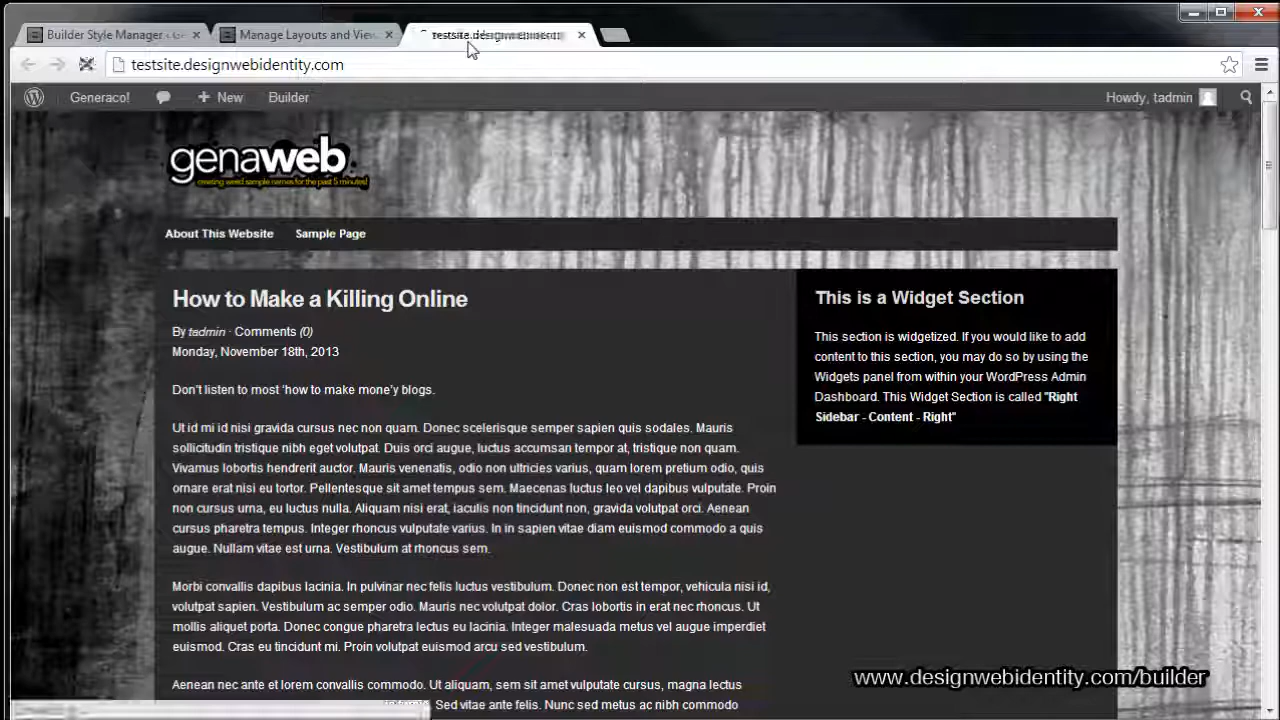 Builder Style Manager ‹ Ge
Manage Layouts and View
testsite.designwebidentity.com
Generaco!
New
Builder
Howdy, tadmin
genaweb
creating weird sample names for the past 5 minutes!
About This Website
Sample Page
How to Make a Killing Online
By tadmin · Comments (0)
Monday, November 18th, 2013
Don't listen to most 'how to make mone'y blogs.
Ut id mi id nisi gravida cursus nec non quam. Donec scelerisque semper sapien quis sodales. Mauris
sollicitudin tristique nibh eget volutpat. Duis orci augue, luctus accumsan tempor at, tristique non quam.
Vivamus lobortis hendrerit auctor. Mauris venenatis, odio non ultricies varius, quam lorem pretium odio, quis
ornare erat nisi eu tortor. Pellentesque sit amet tempus sem. Maecenas luctus leo vel dapibus vulputate. Proin
non cursus urna, eu luctus nulla. Aliquam nisi erat, iaculis non tincidunt non, gravida volutpat orci. Aenean
cursus pharetra tempus. Integer rhoncus vulputate varius. In in sapien vitae diam euismod commodo a quis
augue. Nullam vitae est urna. Vestibulum at rhoncus sem.
Morbi convallis dapibus lacinia. In pulvinar nec felis luctus vestibulum. Donec non est tempor, vehicula nisi id,
volutpat sapien. Vestibulum ac semper odio. Mauris nec volutpat dolor. Cras lobortis in erat nec rhoncus. Ut
mollis aliquet porta. Donec congue pharetra lectus eu lacinia. Integer malesuada metus vel augue imperdiet
euismod. Cras eu tincidunt mi. Proin volutpat euismod arcu sed vestibulum.
Aenean nec ante et lorem convallis commodo. Ut aliquam, sem sit amet vulputate cursus, magna lectus
Sed vitae ante felis. Nunc sed metus ac nibh commodo
This is a Widget Section
This section is widgetized. If you would like to add
content to this section, you may do so by using the
Widgets panel from within your WordPress Admin
Dashboard. This Widget Section is called "Right
Sidebar - Content - Right"
www.designwebidentity.com/builder